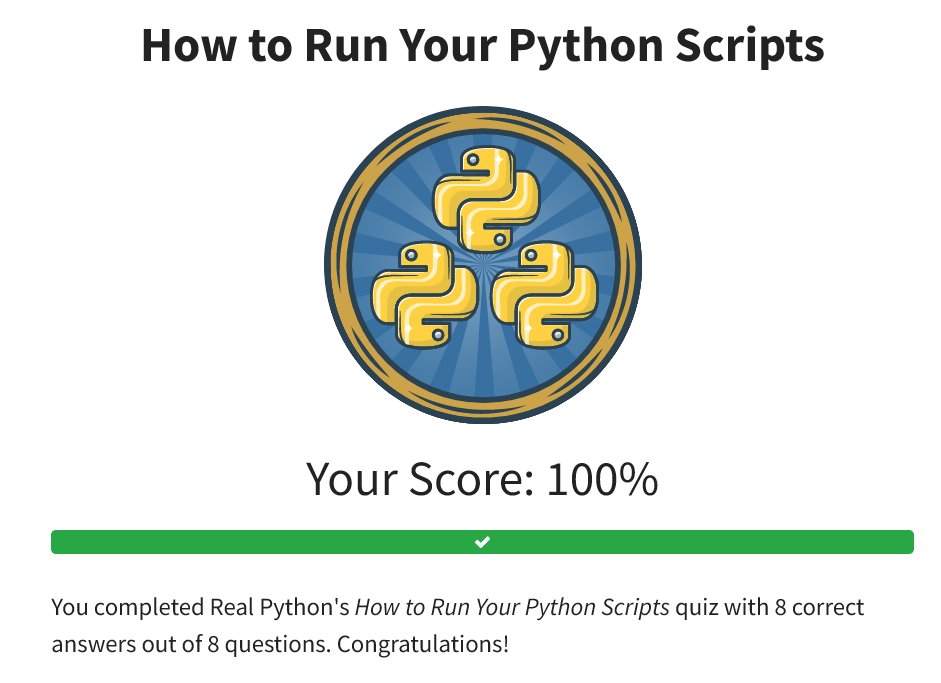 How to Run Your Python Scripts
Your Score: 100%
You completed Real Python's How to Run Your Python Scripts quiz with 8 correct
answers out of 8 questions. Congratulations!